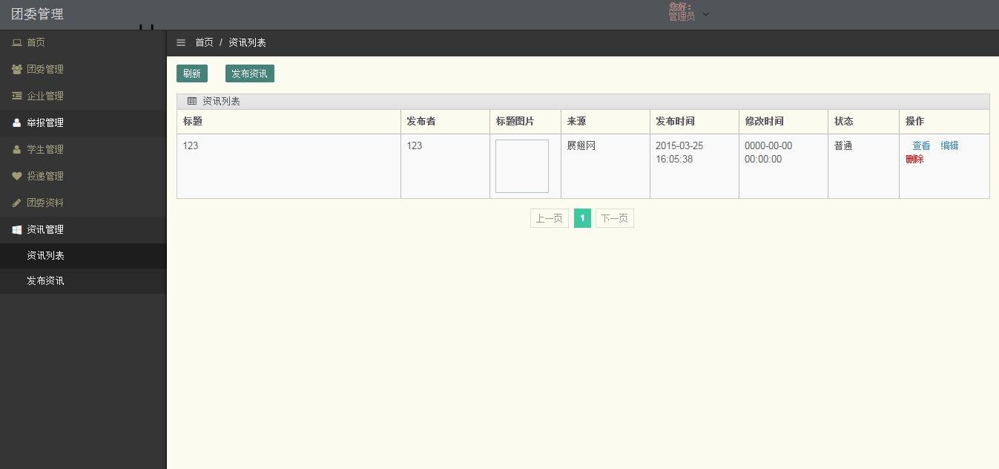 团委管理
您好：
管理员
首页
团委管理
企业管理
举报管理
学生管理
投递管理
团委资料
资讯管理
资讯列表
发布资讯
首页 / 资讯列表
刷新 发布资讯
资讯列表
标题 发布者 标题图片 来源 发布时间 修改时间 状态 操作
123 123 展翅网 2015-03-25 0000-00-00 普通 查看 编辑
16:05:38 00:00:00 删除
上一页 1 下一页